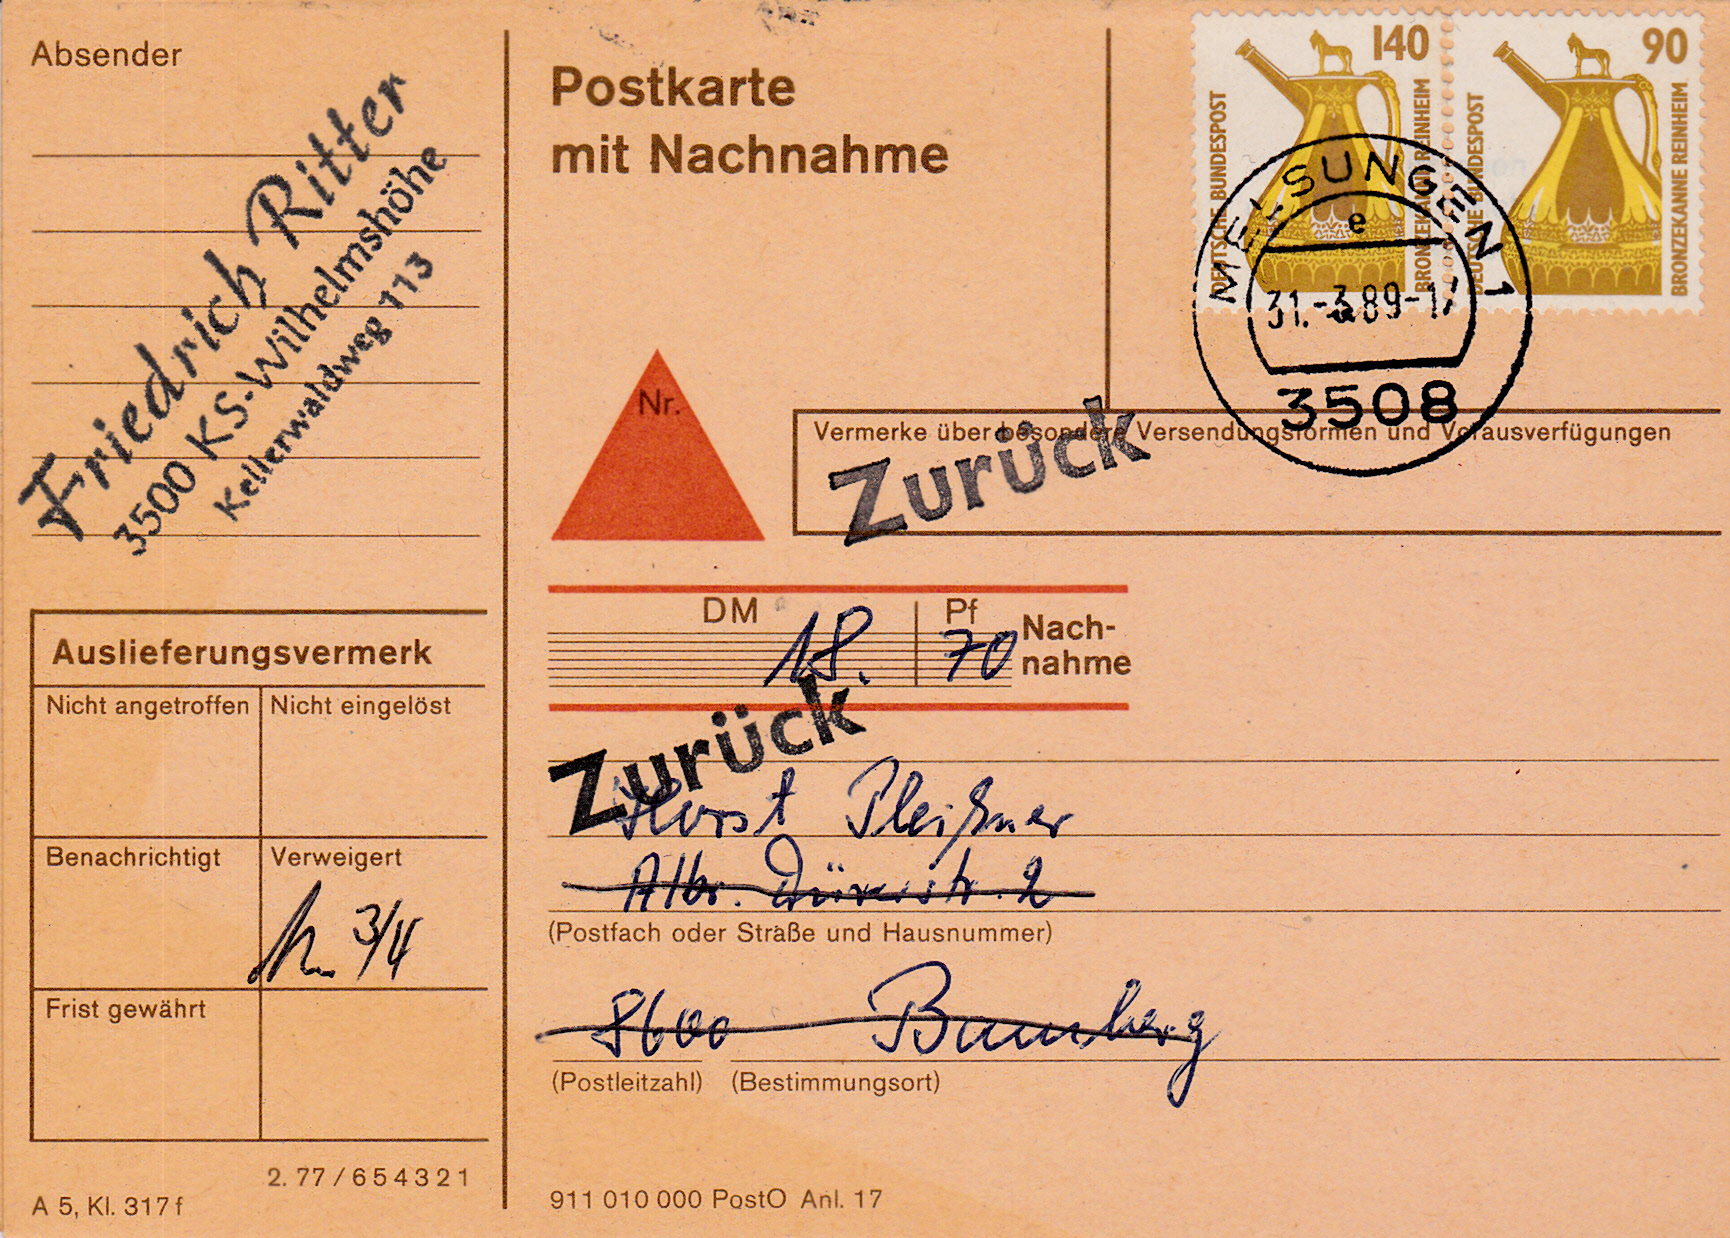 Absender
Friedrich Ritter
3500 KS-Wilhelmshöhe
Kellerwaldweg 113
Postkarte
mit Nachnahme
140
DEUTSCHE BUNDESPOST
BRONZEKANNE REINHEIM
90
DEUTSCHE BUNDESPOST
BRONZEKANNE REINHEIM
MELSUNGEN 1
e
31.-3.89-17
3508
Nr.
Vermerke über besondere Versendungsformen und Vorausverfügungen
Zurück
DM
Pf
18. 70
Nach-
nahme
Zurück
Horst Pleißner
Albr. Dürerstr. 2
(Postfach oder Straße und Hausnummer)
8600 Bamberg
(Postleitzahl) (Bestimmungsort)
Auslieferungsvermerk
Nicht angetroffen
Nicht eingelöst
Benachrichtigt
Verweigert
3/4
Frist gewährt
2. 77/654321
A 5, Kl. 317 f
911 010 000 PostO Anl. 17